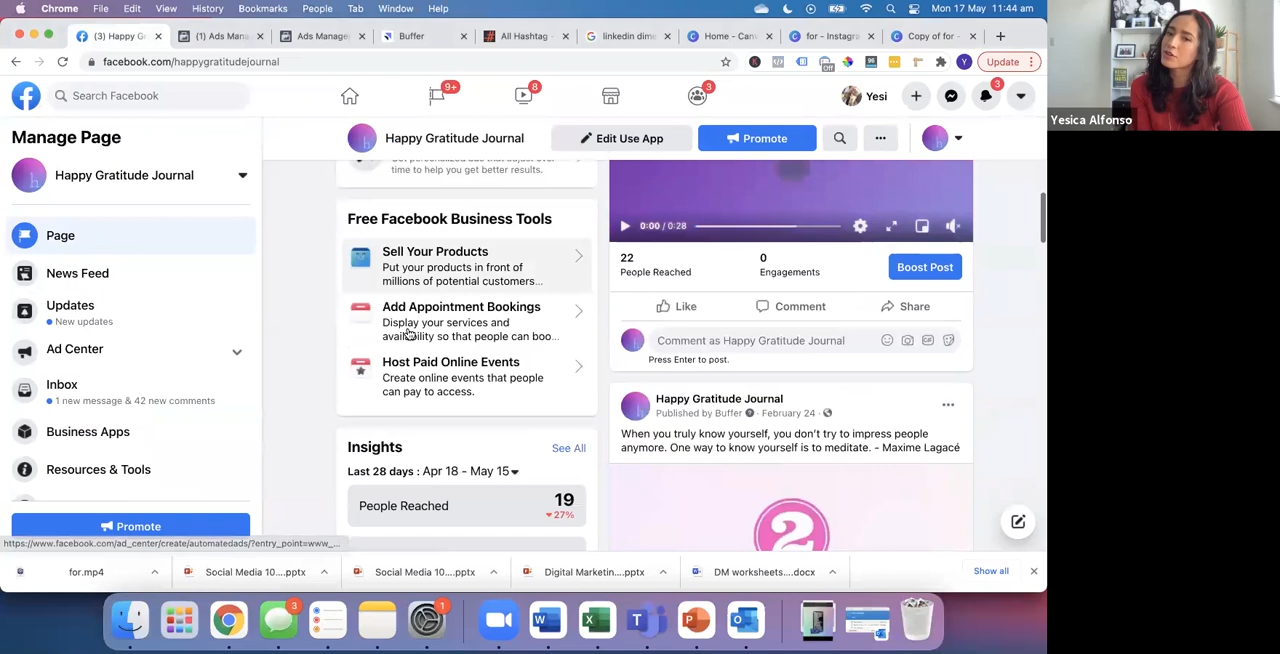 Chrome File Edit View History Bookmarks People Tab Window Help Mon 17 May 11:44 am
(3) Happy Gr (1) Ads Mana Ads Manage Buffer All Hashtag - linkedin dime Home - Canv for - Instagra Copy of for -
facebook.com/happygratitudejournal Off 96 Y Update
Search Facebook 9+ 8 3 Yesi 3
Manage Page
Happy Gratitude Journal Edit Use App Promote
Happy Gratitude Journal
Page
News Feed
Updates
New updates
Ad Center
Inbox
1 new message & 42 new comments
Business Apps
Resources & Tools
Promote
https://www.facebook.com/ad_center/create/automatedads/?entry_point=www_...
time to help you get better results.
Free Facebook Business Tools
Sell Your Products
Put your products in front of
millions of potential customers...
Add Appointment Bookings
Display your services and
availability so that people can boo...
Host Paid Online Events
Create online events that people
can pay to access.
Insights
See All
Last 28 days : Apr 18 - May 15
People Reached
19
27%
0:00 / 0:28
22
People Reached
0
Engagements
Boost Post
Like Comment Share
Comment as Happy Gratitude Journal
Press Enter to post.
Happy Gratitude Journal
Published by Buffer · February 24 ·
When you truly know yourself, you don't try to impress people
anymore. One way to know yourself is to meditate. - Maxime Lagacé
2
for.mp4 Social Media 10....pptx Social Media 10....pptx Digital Marketin....pptx DM worksheets....docx Show all
3 1
Yesica Alfonso